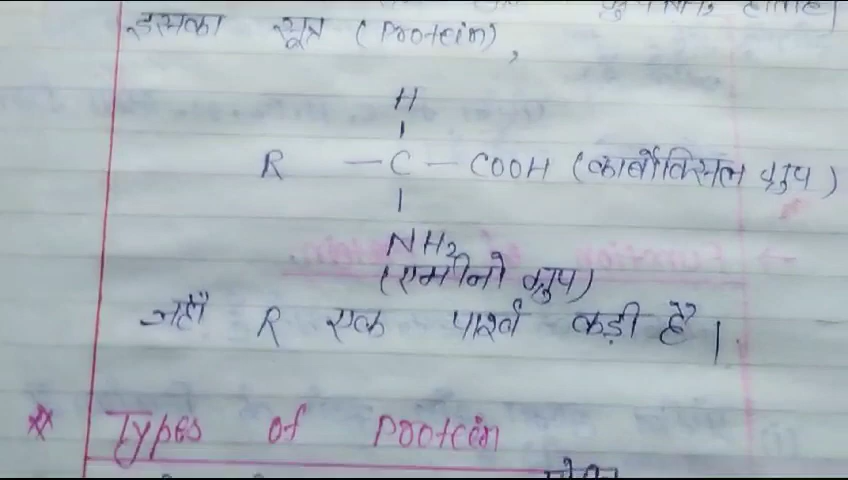 इसका सूत्र (Protein),
H
|
R — C — COOH (कार्बोक्सिल ग्रुप)
|
NH₂
(एमीनो ग्रुप)
जहाँ R एक पार्श्व कड़ी है।
* Types of Protein